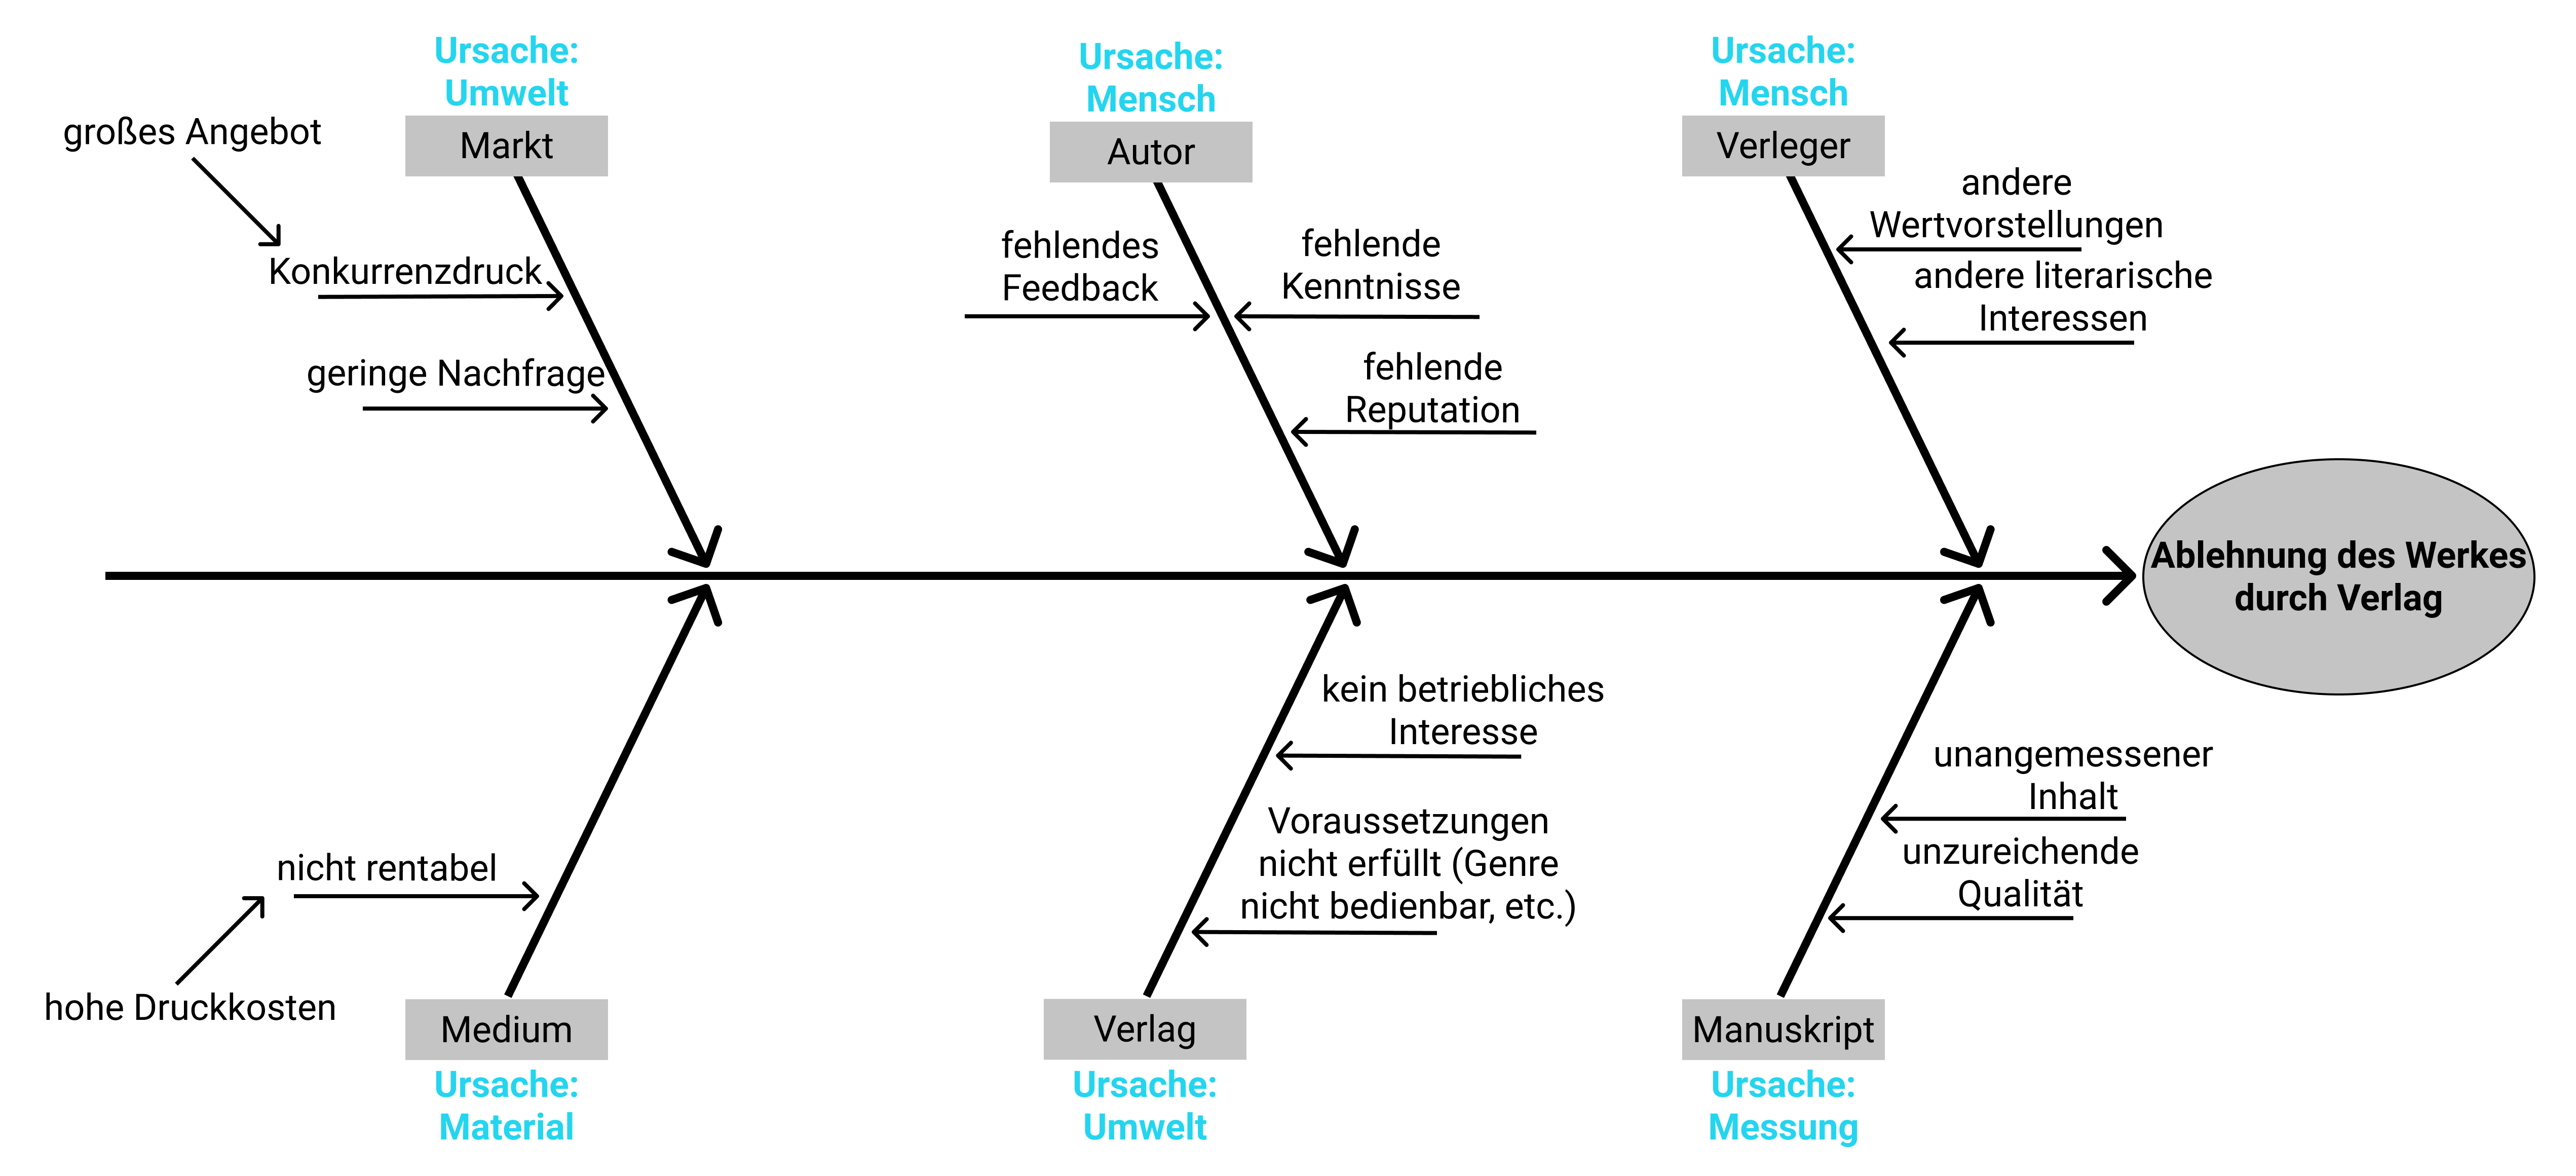 Ursache:
Umwelt
Markt
großes Angebot
Konkurrenzdruck
geringe Nachfrage
Ursache:
Mensch
Autor
fehlendes
Feedback
fehlende
Kenntnisse
fehlende
Reputation
Ursache:
Mensch
Verleger
andere
Wertvorstellungen
andere literarische
Interessen
Ablehnung des Werkes
durch Verlag
nicht rentabel
hohe Druckkosten
Medium
Ursache:
Material
kein betriebliches
Interesse
Voraussetzungen
nicht erfüllt (Genre
nicht bedienbar, etc.)
Verlag
Ursache:
Umwelt
unangemessener
Inhalt
unzureichende
Qualität
Manuskript
Ursache:
Messung